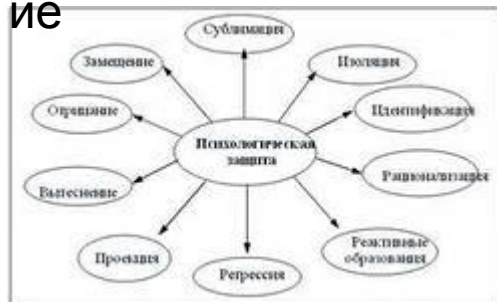 ие
Сублимация
Замещение
Изоляция
Отрицание
Идентификация
Психологическая
защита
Вытеснение
Рационализация
Проекция
Регрессия
Реактивные
образования